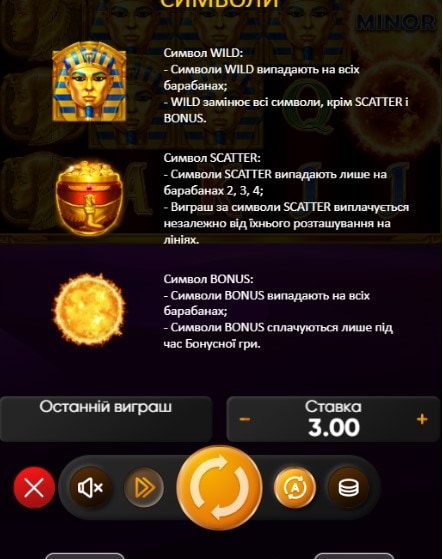 СИМВОЛИ
MINOR
Символ WILD:
- Символи WILD випадають на всіх
барабанах;
- WILD замінює всі символи, крім SCATTER і
BONUS.
Символ SCATTER:
- Символи SCATTER випадають лише на
барабанах 2, 3, 4;
- Виграш за символи SCATTER виплачується
незалежно від їхнього розташування на
лініях.
Символ BONUS:
- Символи BONUS випадають на всіх
барабанах;
- Символи BONUS сплачуються лише під
час Бонусної гри.
Останній виграш
Ставка
- 3.00 +
A